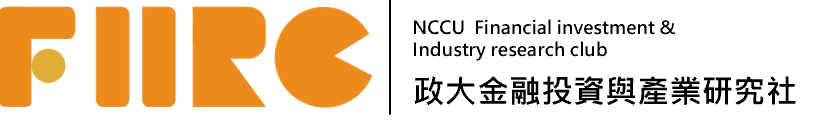 FIIRC
NCCU Financial investment &
Industry research club
政大金融投資與產業研究社